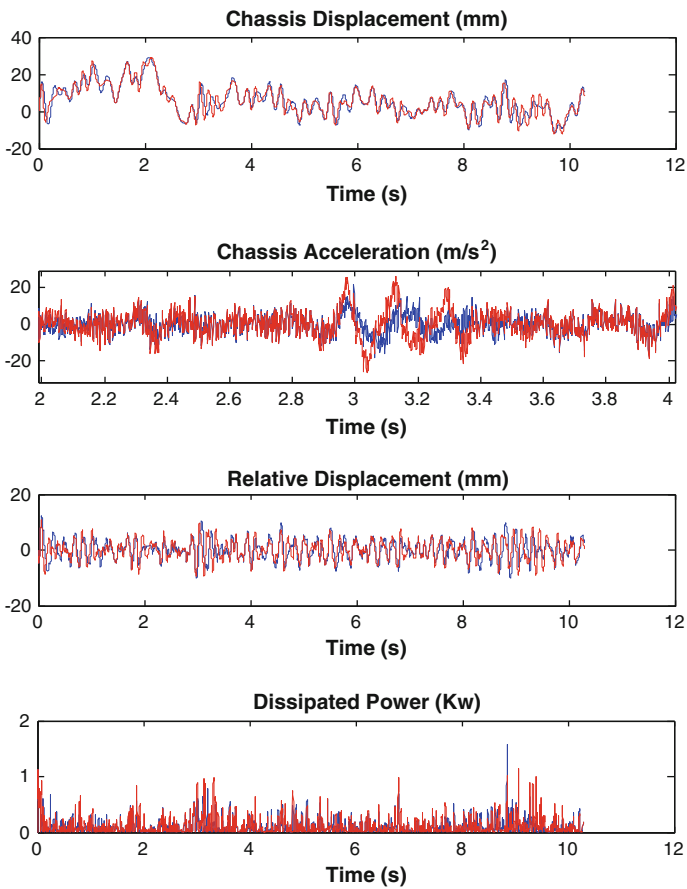 Chassis Displacement (mm)
40
20
0
-20
0 2 4 6 8 10 12
Time (s)
Chassis Acceleration (m/s²)
20
0
-20
2 2.2 2.4 2.6 2.8 3 3.2 3.4 3.6 3.8 4
Time (s)
Relative Displacement (mm)
20
0
-20
0 2 4 6 8 10 12
Time (s)
Dissipated Power (Kw)
2
1
0
0 2 4 6 8 10 12
Time (s)